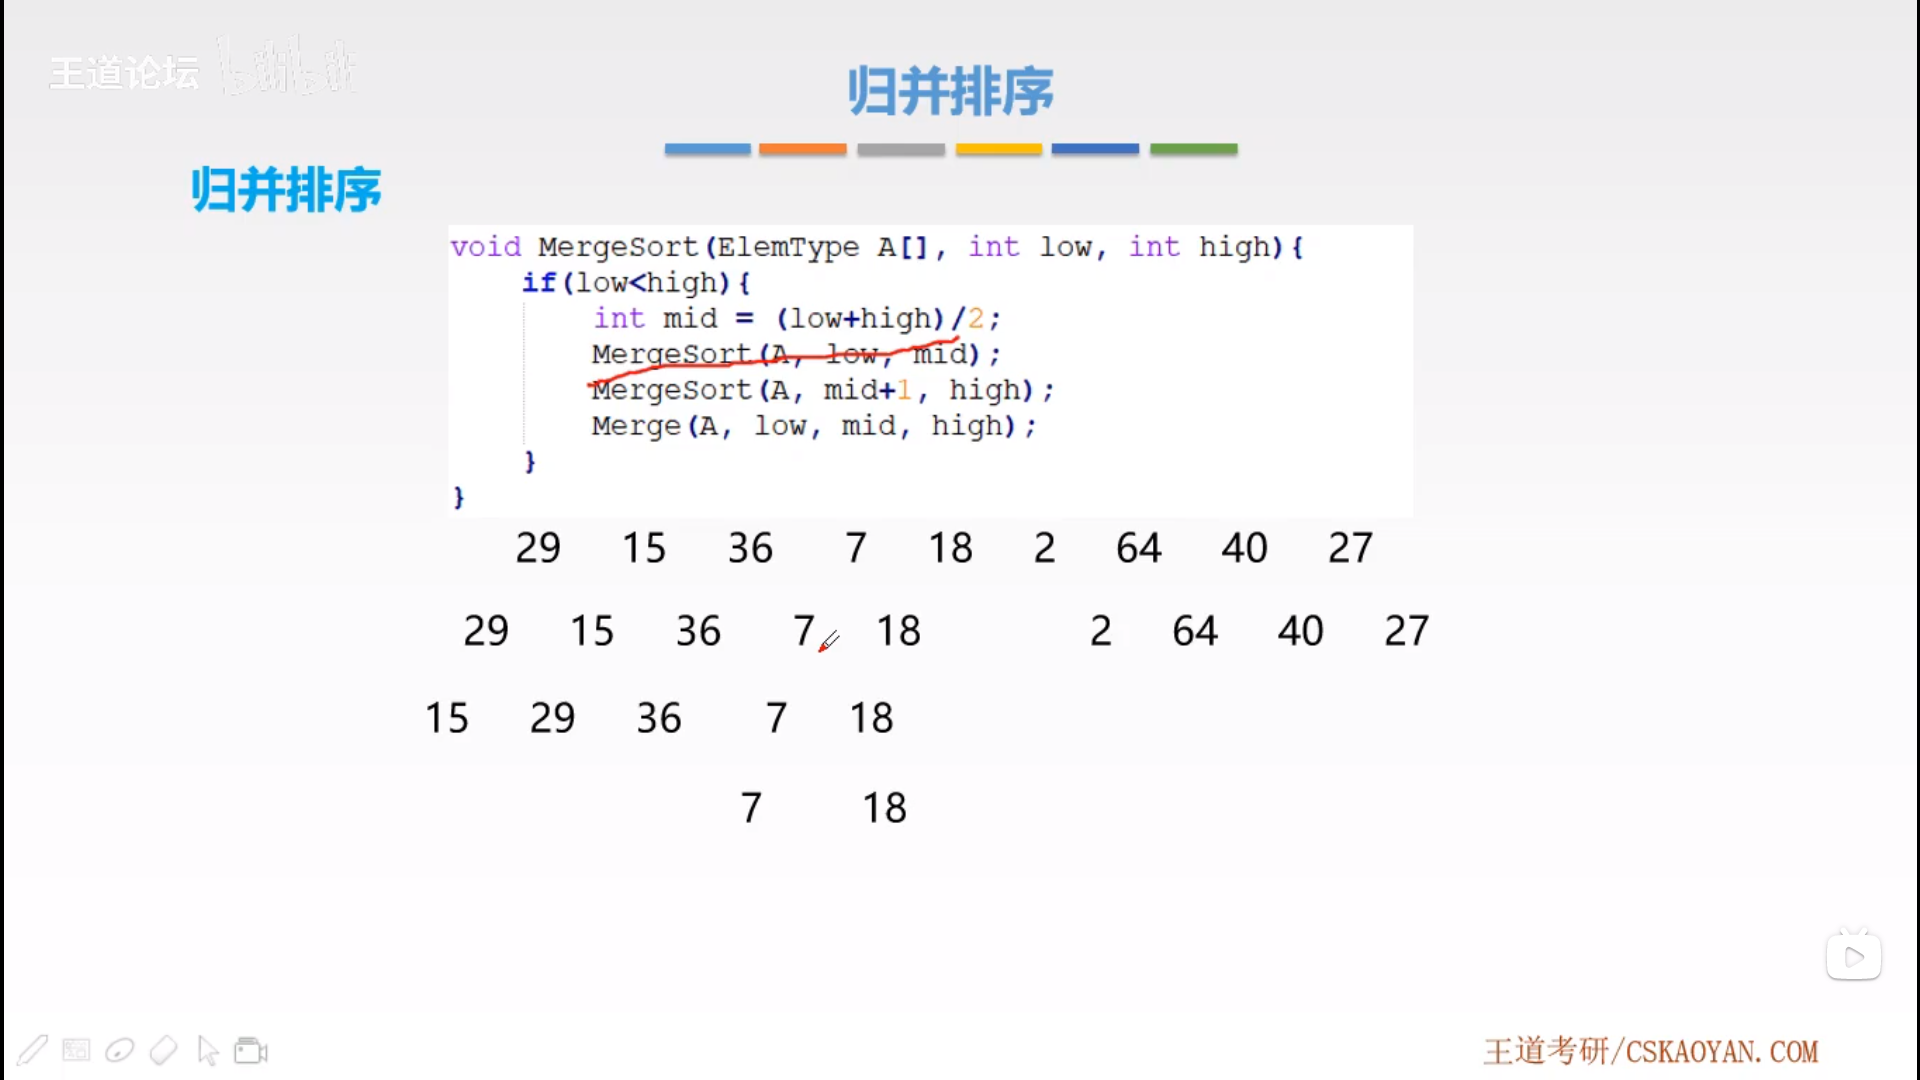 王道论坛 bilibili
归并排序
归并排序
void MergeSort(ElemType A[], int low, int high){
if(low<high){
int mid = (low+high)/2;
MergeSort(A, low, mid);
MergeSort(A, mid+1, high);
Merge(A, low, mid, high);
}
}
29 15 36 7 18 2 64 40 27
29 15 36 7 18 2 64 40 27
15 29 36 7 18
7 18
王道考研/CSKAOYAN.COM